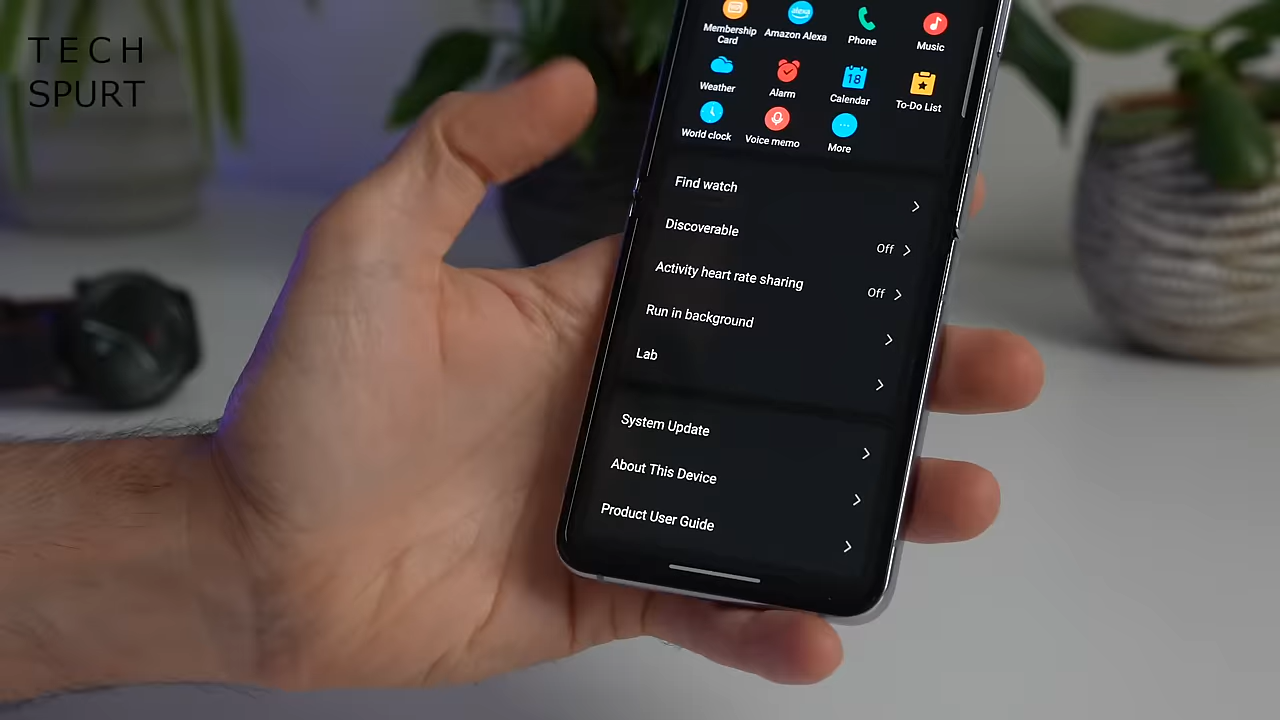 TECH
SPURT
Membership
Card
Amazon Alexa
alexa
Phone
Music
Weather
Alarm
18
Calendar
To-Do List
World clock
Voice memo
More
Find watch
Discoverable
Off
Activity heart rate sharing
Off
Run in background
Lab
System Update
About This Device
Product User Guide